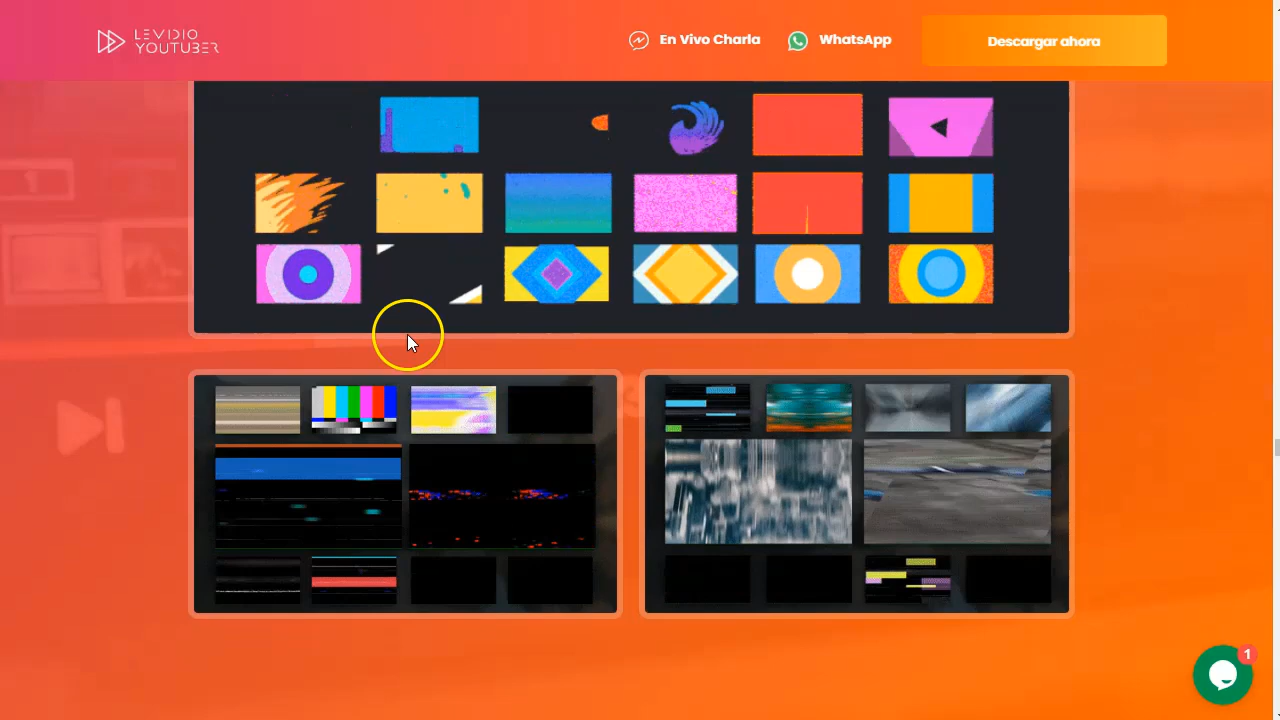 LEVIDIO
YOUTUBER
En Vivo Charla
WhatsApp
Descargar ahora
1